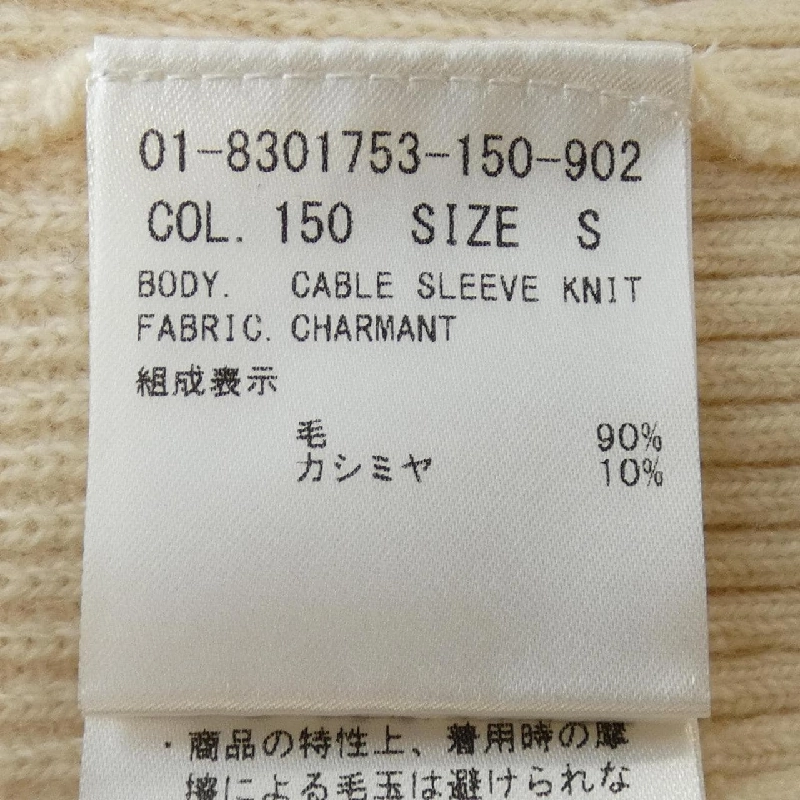 01-8301753-150-902
COL. 150 SIZE S
BODY. CABLE SLEEVE KNIT
FABRIC. CHARMANT
組成表示
毛 90%
カシミヤ 10%
・商品の特性上、着用時の摩
擦による毛玉は避けられな